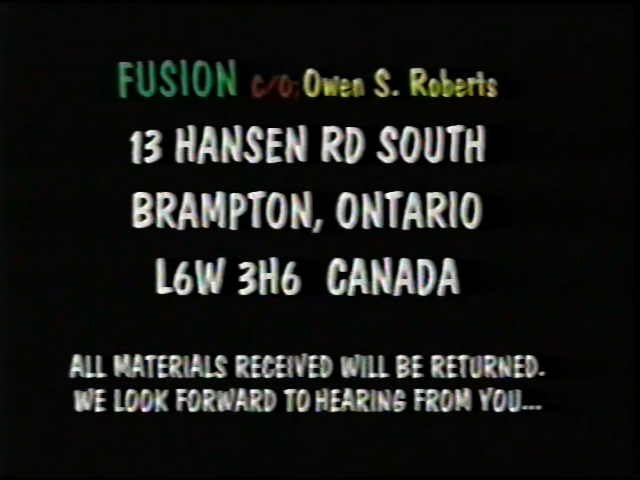 FUSION c/o; Owen S. Roberts
13 HANSEN RD SOUTH
BRAMPTON, ONTARIO
L6W 3H6 CANADA
ALL MATERIALS RECEIVED WILL BE RETURNED.
WE LOOK FORWARD TO HEARING FROM YOU...